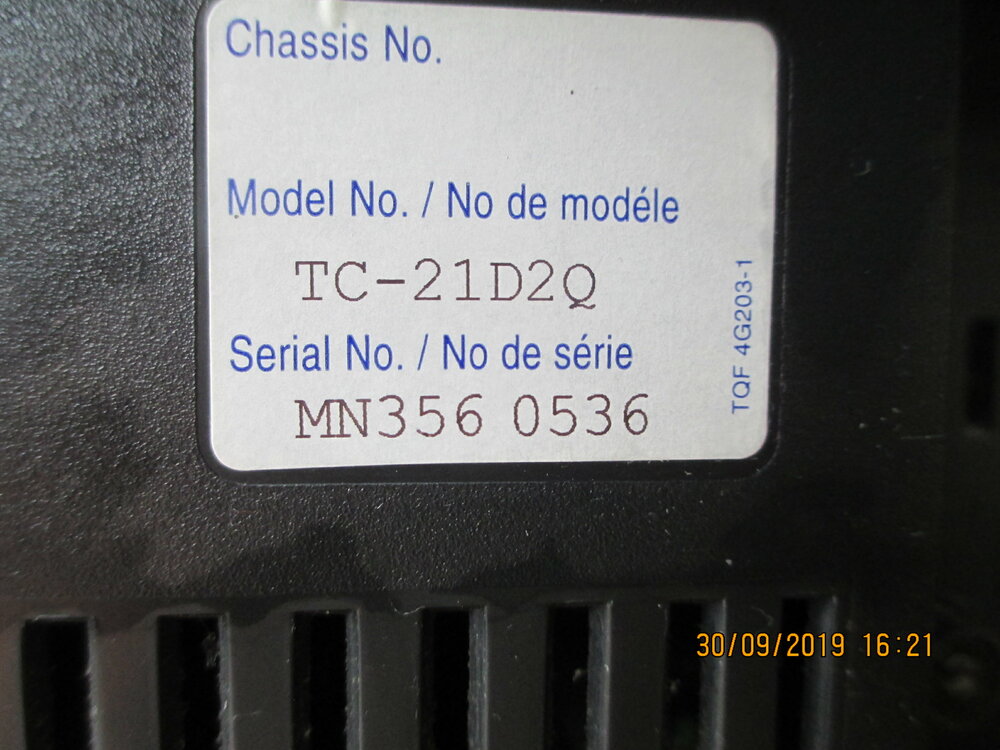 Chassis No.
Model No. / No de modéle
TC-21D2Q
Serial No. / No de série
MN356 0536
TQF 4G203-1
30/09/2019 16:21